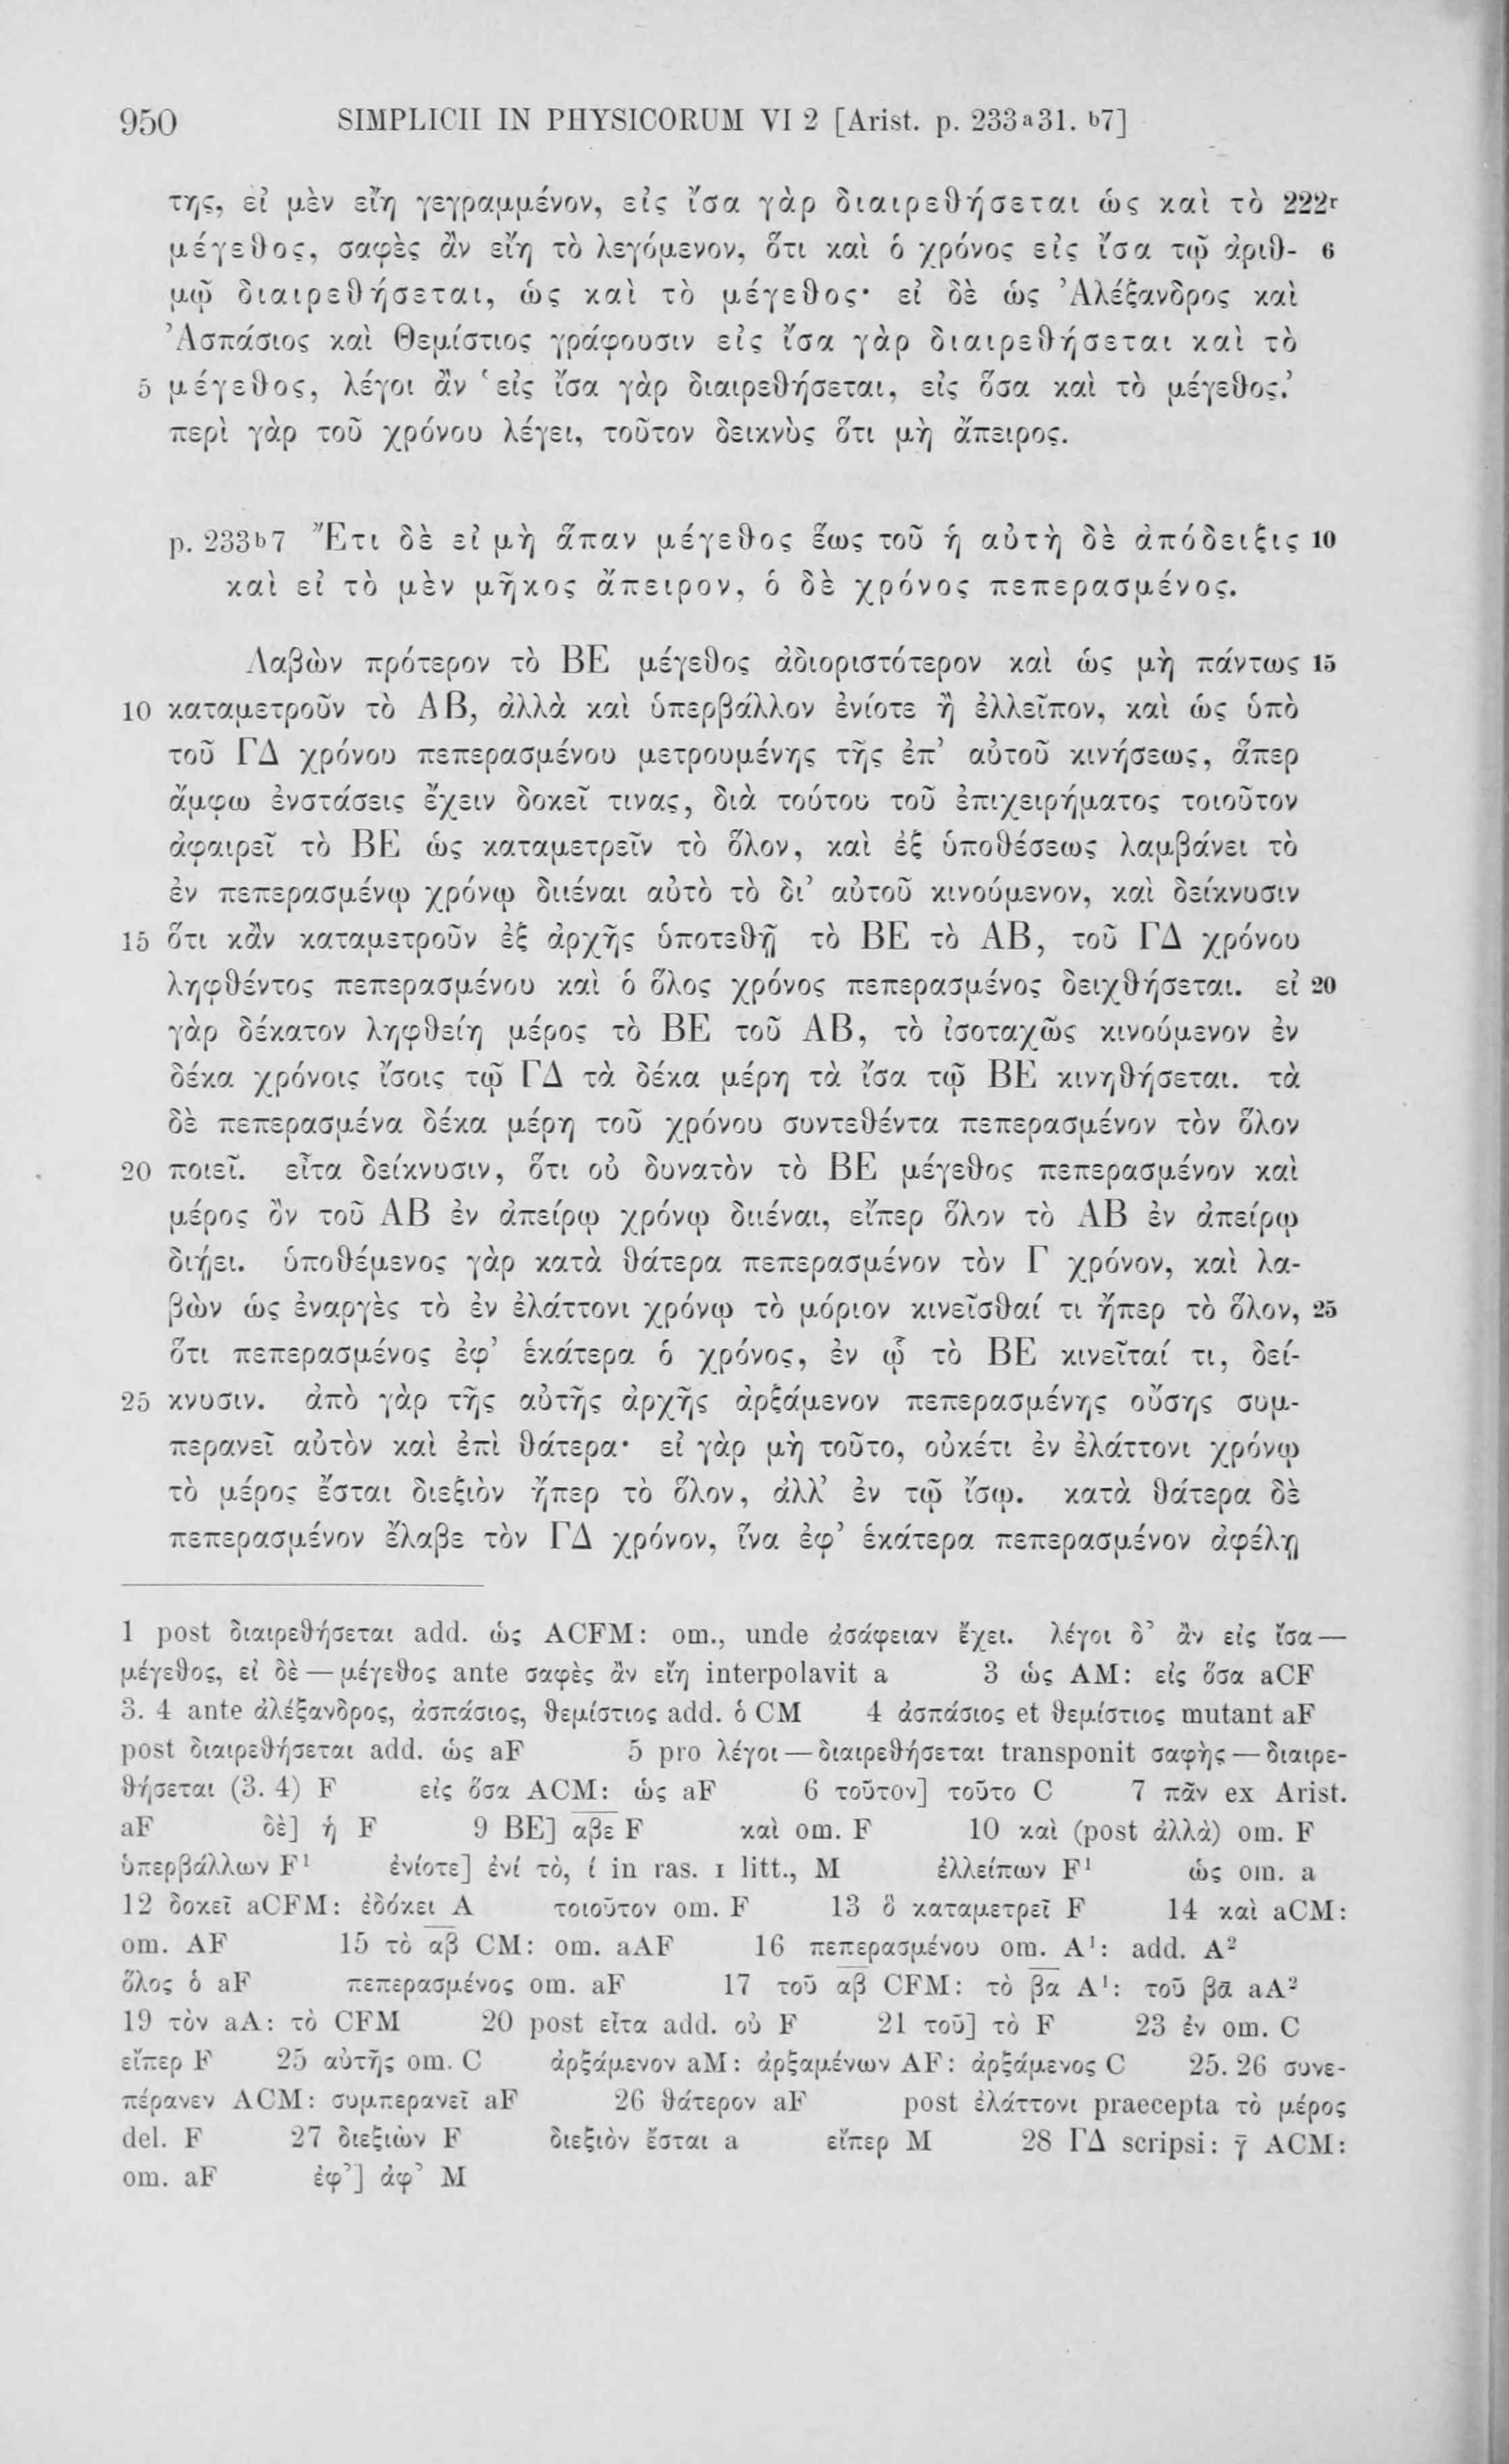 950 SIMPLICII IN PHYSICORUM VI 2 [Arist. p. 233ᵃ31. ᵇ7]
της, εἰ μὲν εἴη γεγραμμένον, εἰς ἴσα γὰρ διαιρεθήσεται ὡς καὶ τὸ 222ʳ
μέγεθος, σαφὲς ἂν εἴη τὸ λεγόμενον, ὅτι καὶ ὁ χρόνος εἰς ἴσα τῷ ἀριθ- 6
μῷ διαιρεθήσεται, ὡς καὶ τὸ μέγεθος· εἰ δὲ ὡς Ἀλέξανδρος καὶ
Ἀσπάσιος καὶ Θεμίστιος γράφουσιν εἰς ἴσα γὰρ διαιρεθήσεται καὶ τὸ
5 μέγεθος, λέγοι ἂν ‘εἰς ἴσα γὰρ διαιρεθήσεται, εἰς ὅσα καὶ τὸ μέγεθος.’
περὶ γὰρ τοῦ χρόνου λέγει, τοῦτον δεικνὺς ὅτι μὴ ἄπειρος.
p. 233ᵇ7 Ἔτι δὲ εἰ μὴ ἅπαν μέγεθος ἕως τοῦ ἡ αὐτὴ δὲ ἀπόδειξις 10
καὶ εἰ τὸ μὲν μῆκος ἄπειρον, ὁ δὲ χρόνος πεπερασμένος.
Λαβὼν πρότερον τὸ ΒΕ μέγεθος ἀδιοριστότερον καὶ ὡς μὴ πάντως 15
10 καταμετροῦν τὸ ΑΒ, ἀλλὰ καὶ ὑπερβάλλον ἐνίοτε ἢ ἐλλεῖπον, καὶ ὡς ὑπὸ
τοῦ ΓΔ χρόνου πεπερασμένου μετρουμένης τῆς ἐπ’ αὐτοῦ κινήσεως, ἅπερ
ἄμφω ἐνστάσεις ἔχειν δοκεῖ τινας, διὰ τούτου τοῦ ἐπιχειρήματος τοιοῦτον
ἀφαιρεῖ τὸ ΒΕ ὡς καταμετρεῖν τὸ ὅλον, καὶ ἐξ ὑποθέσεως λαμβάνει τὸ
ἐν πεπερασμένῳ χρόνῳ διιέναι αὐτὸ τὸ δι’ αὐτοῦ κινούμενον, καὶ δείκνυσιν
15 ὅτι κἂν καταμετροῦν ἐξ ἀρχῆς ὑποτεθῇ τὸ ΒΕ τὸ ΑΒ, τοῦ ΓΔ χρόνου
ληφθέντος πεπερασμένου καὶ ὁ ὅλος χρόνος πεπερασμένος δειχθήσεται. εἰ 20
γὰρ δέκατον ληφθείη μέρος τὸ ΒΕ τοῦ ΑΒ, τὸ ἰσοταχῶς κινούμενον ἐν
δέκα χρόνοις ἴσοις τῷ ΓΔ τὰ δέκα μέρη τὰ ἴσα τῷ ΒΕ κινηθήσεται. τὰ
δὲ πεπερασμένα δέκα μέρη τοῦ χρόνου συντεθέντα πεπερασμένον τὸν ὅλον
20 ποιεῖ. εἶτα δείκνυσιν, ὅτι οὐ δυνατὸν τὸ ΒΕ μέγεθος πεπερασμένον καὶ
μέρος ὂν τοῦ ΑΒ ἐν ἀπείρῳ χρόνῳ διιέναι, εἴπερ ὅλον τὸ ΑΒ ἐν ἀπείρῳ
διῄει. ὑποθέμενος γὰρ κατὰ θάτερα πεπερασμένον τὸν Γ χρόνον, καὶ λα-
βὼν ὡς ἐναργὲς τὸ ἐν ἐλάττονι χρόνῳ τὸ μόριον κινεῖσθαί τι ἤπερ τὸ ὅλον, 25
ὅτι πεπερασμένος ἐφ’ ἑκάτερα ὁ χρόνος, ἐν ᾧ τὸ ΒΕ κινεῖταί τι, δεί-
25 κνυσιν. ἀπὸ γὰρ τῆς αὐτῆς ἀρχῆς ἀρξάμενον πεπερασμένης οὔσης συμ-
περανεῖ αὐτὸν καὶ ἐπὶ θάτερα· εἰ γὰρ μὴ τοῦτο, οὐκέτι ἐν ἐλάττονι χρόνῳ
τὸ μέρος ἔσται διεξιὸν ἤπερ τὸ ὅλον, ἀλλ’ ἐν τῷ ἴσῳ. κατὰ θάτερα δὲ
πεπερασμένον ἔλαβε τὸν ΓΔ χρόνον, ἵνα ἐφ’ ἑκάτερα πεπερασμένον ἀφέλῃ
1 post διαιρεθήσεται add. ὡς ACFM: om., unde ἀσάφειαν ἔχει. λέγοι δ’ ἂν εἰς ἴσα—
μέγεθος, εἰ δὲ — μέγεθος ante σαφὲς ἂν εἴη interpolavit a 3 ὡς AM: εἰς ὅσα aCF
3. 4 ante ἀλέξανδρος, ἀσπάσιος, θεμίστιος add. ὁ CM 4 ἀσπάσιος et θεμίστιος mutant aF
post διαιρεθήσεται add. ὡς aF 5 pro λέγοι — διαιρεθήσεται transponit σαφὴς — διαιρε-
θήσεται (3. 4) F εἰς ὅσα ACM: ὡς aF 6 τοῦτον] τοῦτο C 7 πᾶν ex Arist.
aF δὲ] ἡ F 9 ΒΕ] α̅β̅ε̅ F καὶ om. F 10 καὶ (post ἀλλὰ) om. F
ὑπερβάλλων F¹ ἐνίοτε] ἐνί τὸ, ί in ras. 1 litt., M ἐλλείπων F¹ ὡς om. a
12 δοκεῖ aCFM: ἐδόκει A τοιοῦτον om. F 13 ὃ καταμετρεῖ F 14 καὶ aCM:
om. AF 15 τὸ α̅β̅ CM: om. aAF 16 πεπερασμένου om. A¹: add. A²
ὅλος ὁ aF πεπερασμένος om. aF 17 τοῦ α̅β̅ CFM: τὸ β̅α̅ A¹: τοῦ βα̅ aA²
19 τὸν aA: τὸ CFM 20 post εἶτα add. οὐ F 21 τοῦ] τὸ F 23 ἐν om. C
εἴπερ F 25 αὐτῆς om. C ἀρξάμενον aM: ἀρξαμένων AF: ἀρξάμενος C 25. 26 συνε-
πέρανεν ACM: συμπερανεῖ aF 26 θάτερον aF post ἐλάττονι praecepta τὸ μέρος
del. F 27 διεξιὼν F διεξιὸν ἔσται a εἴπερ M 28 ΓΔ scripsi: γ̅ ACM:
om. aF ἐφ’] ἀφ’ M